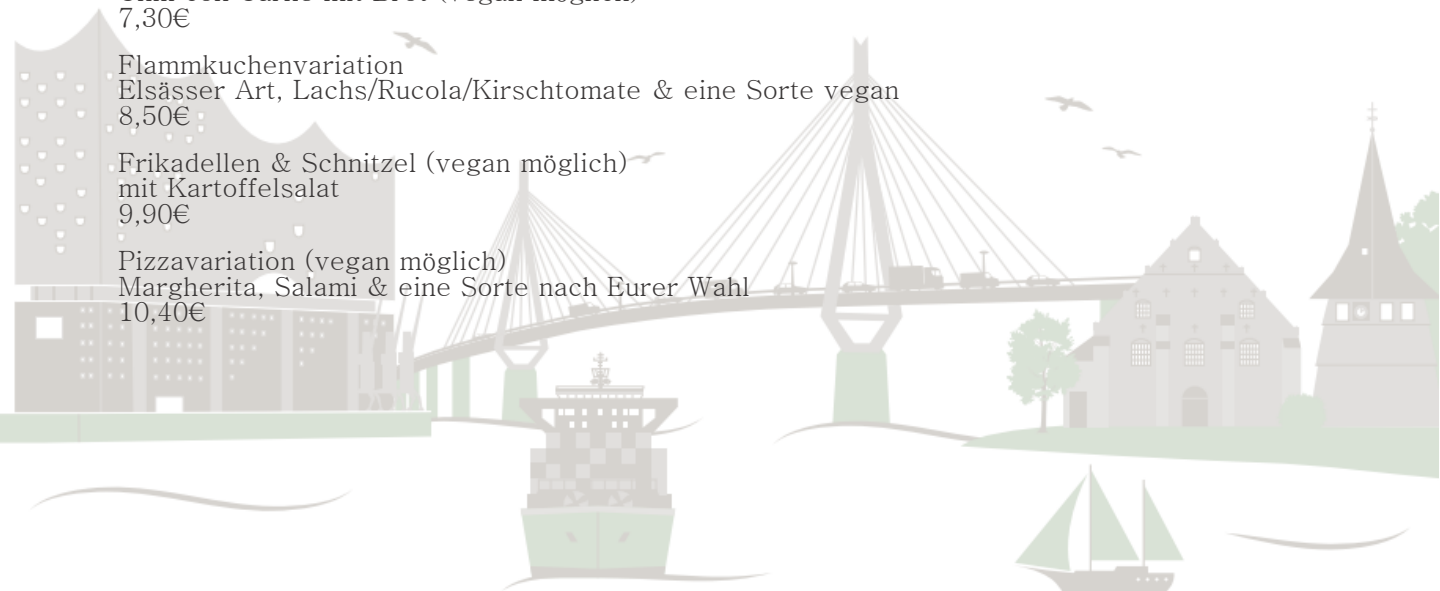 7,30€
Flammkuchenvariation
Elsässer Art, Lachs/Rucola/Kirschtomate & eine Sorte vegan
8,50€
Frikadellen & Schnitzel (vegan möglich)
mit Kartoffelsalat
9,90€
Pizzavariation (vegan möglich)
Margherita, Salami & eine Sorte nach Eurer Wahl
10,40€